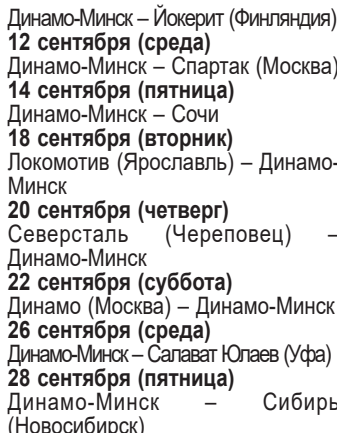 Динамо-Минск – Йокерит (Финляндия)
12 сентября (среда)
Динамо-Минск – Спартак (Москва)
14 сентября (пятница)
Динамо-Минск – Сочи
18 сентября (вторник)
Локомотив (Ярославль) – Динамо-
Минск
20 сентября (четверг)
Северсталь (Череповец) –
Динамо-Минск
22 сентября (суббота)
Динамо (Москва) – Динамо-Минск
26 сентября (среда)
Динамо-Минск – Салават Юлаев (Уфа)
28 сентября (пятница)
Динамо-Минск – Сибирь
(Новосибирск)